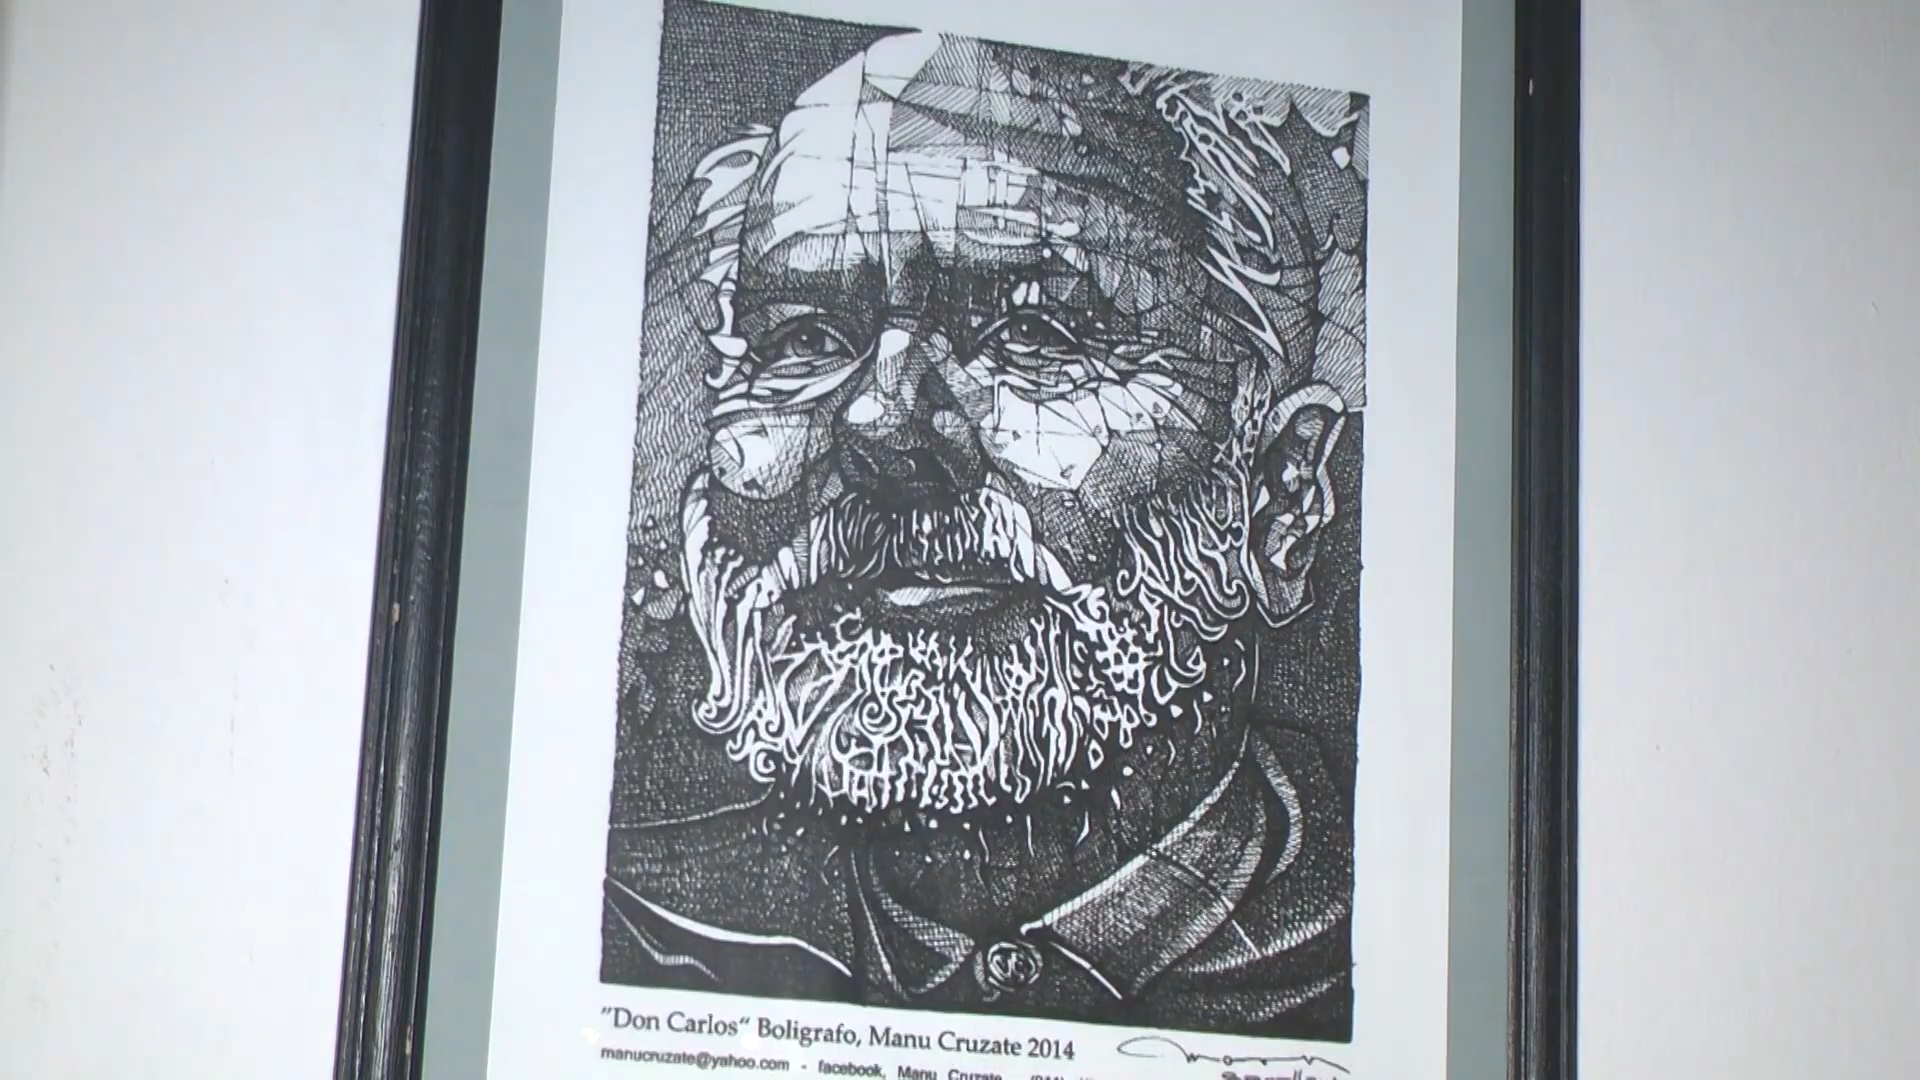 "Don Carlos“ Boligrafo, Manu Cruzate 2014
manucruzate@yahoo.com - facebook, Manu Cruzate